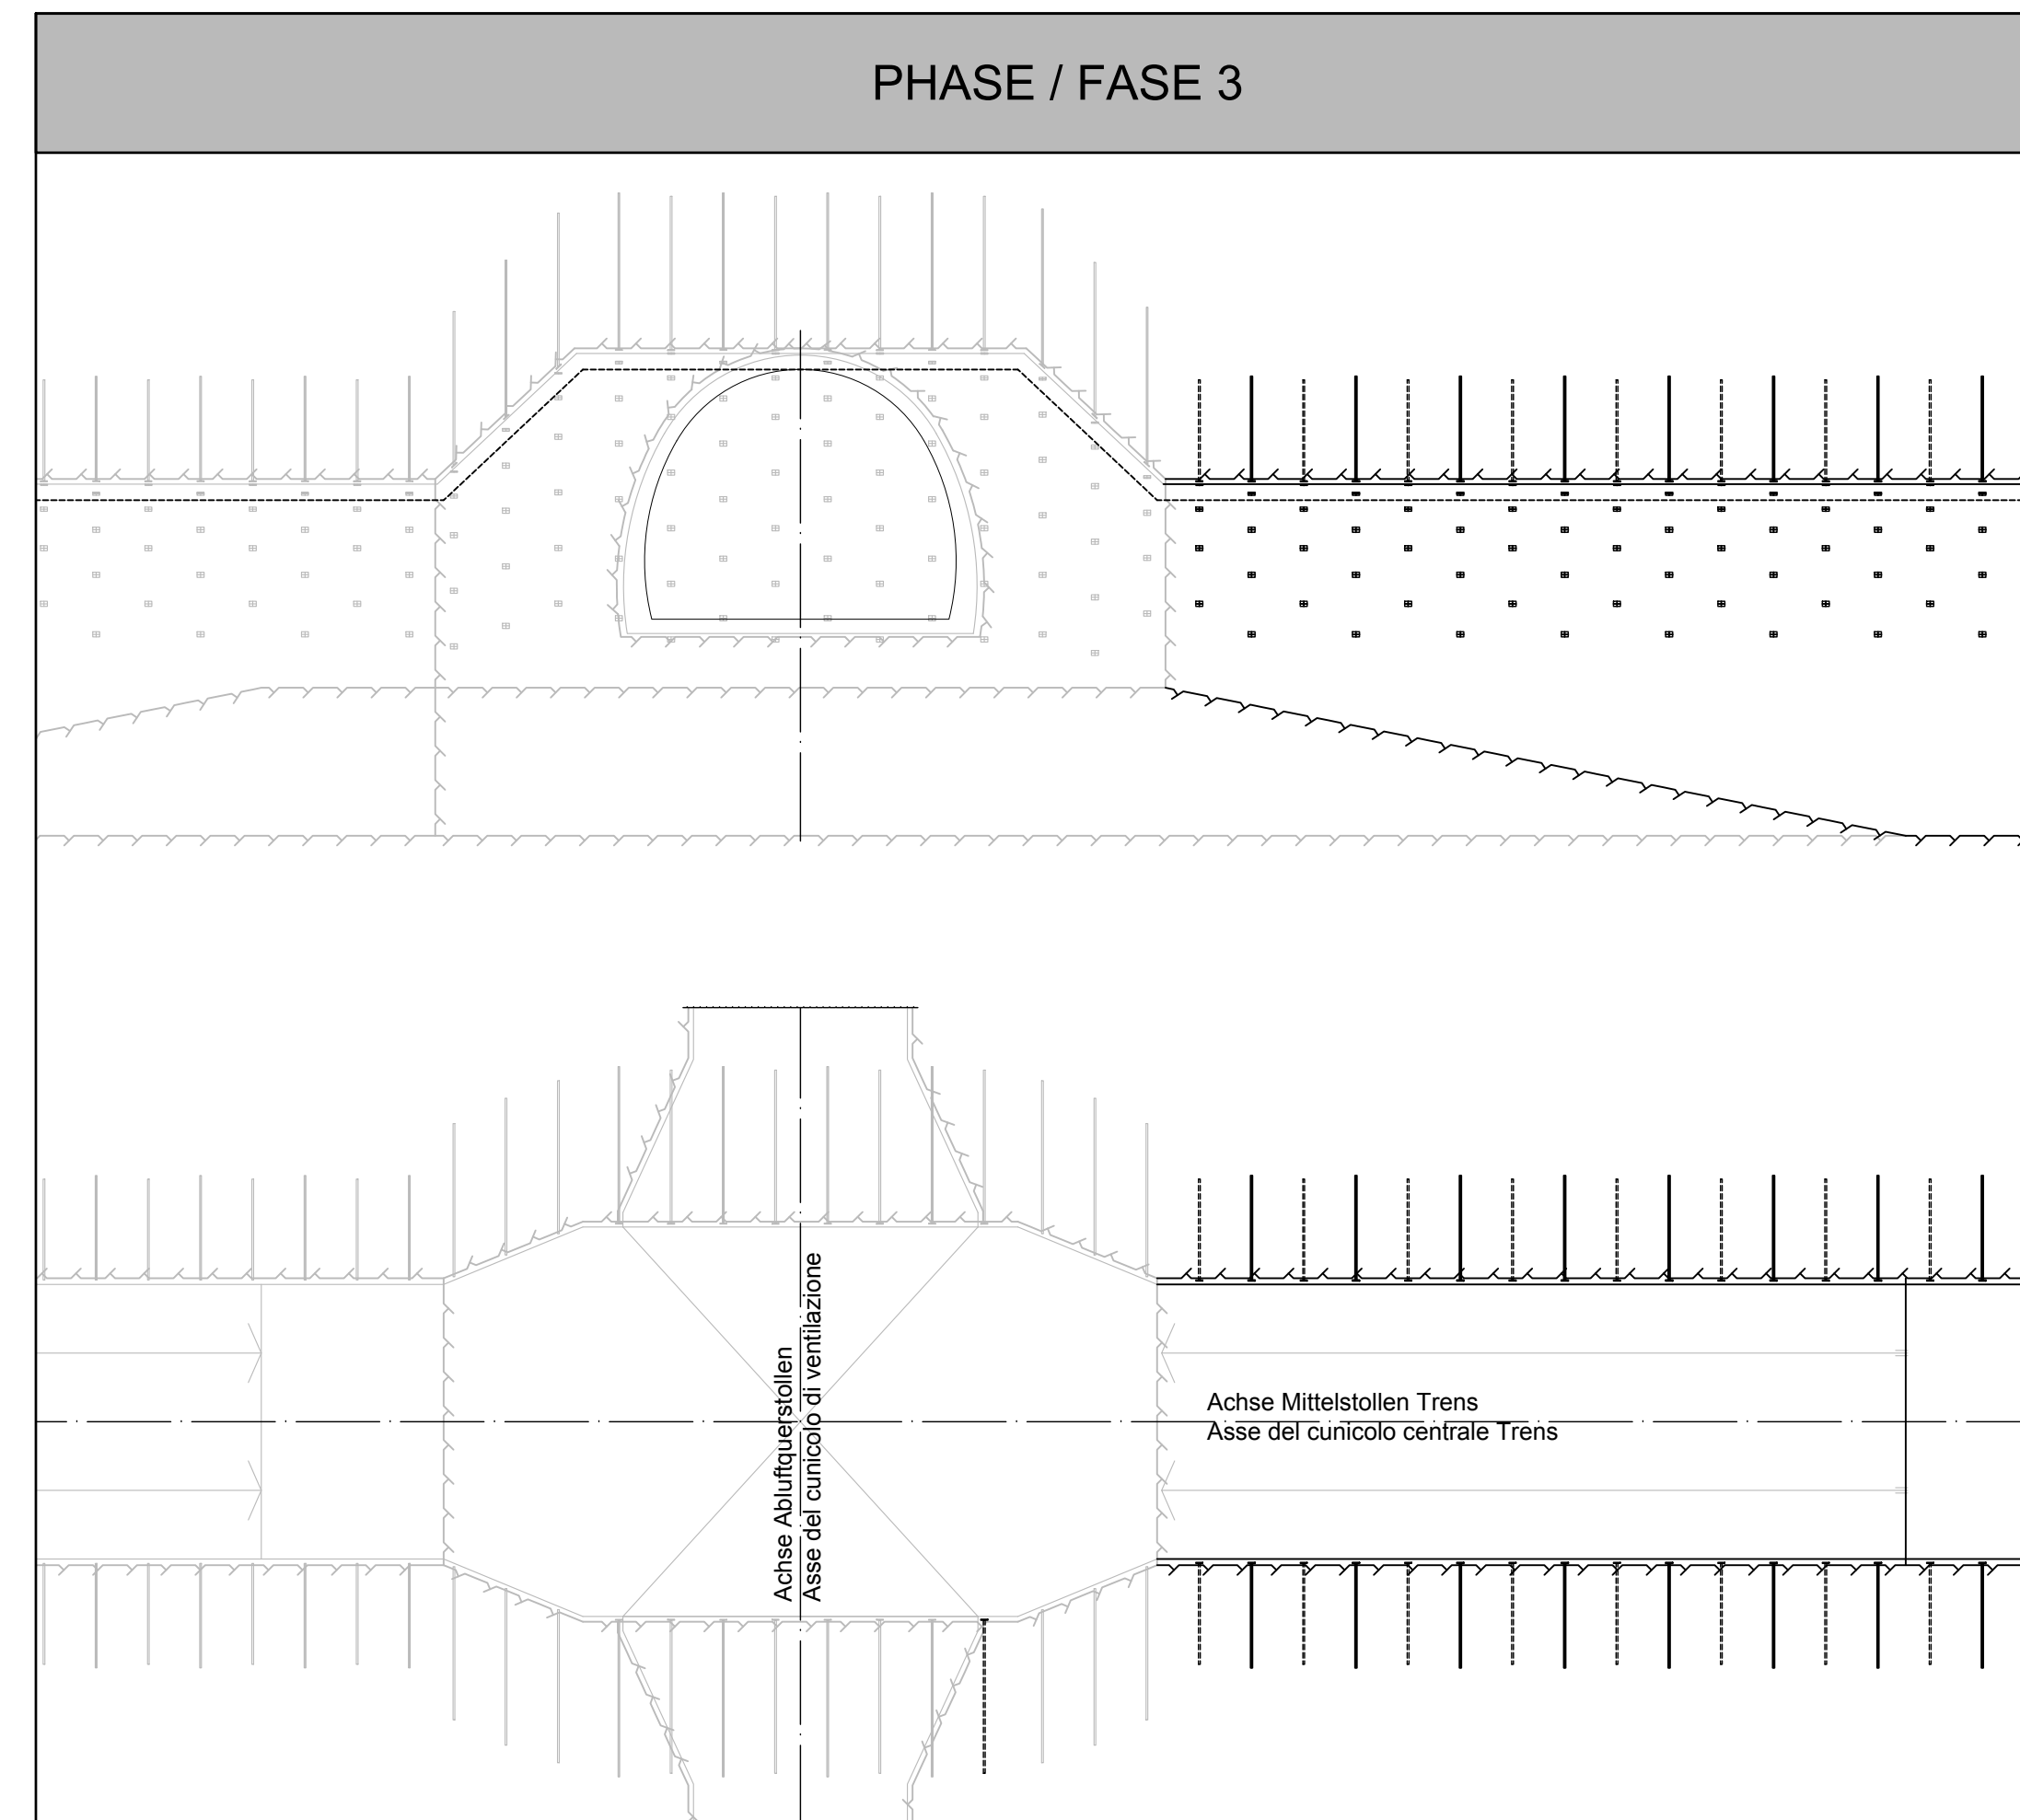 PHASE / FASE 3
Achse Abluftquerstollen
Asse del cunicolo di ventilazione
Achse Mittelstollen Trens
Asse del cunicolo centrale Trens